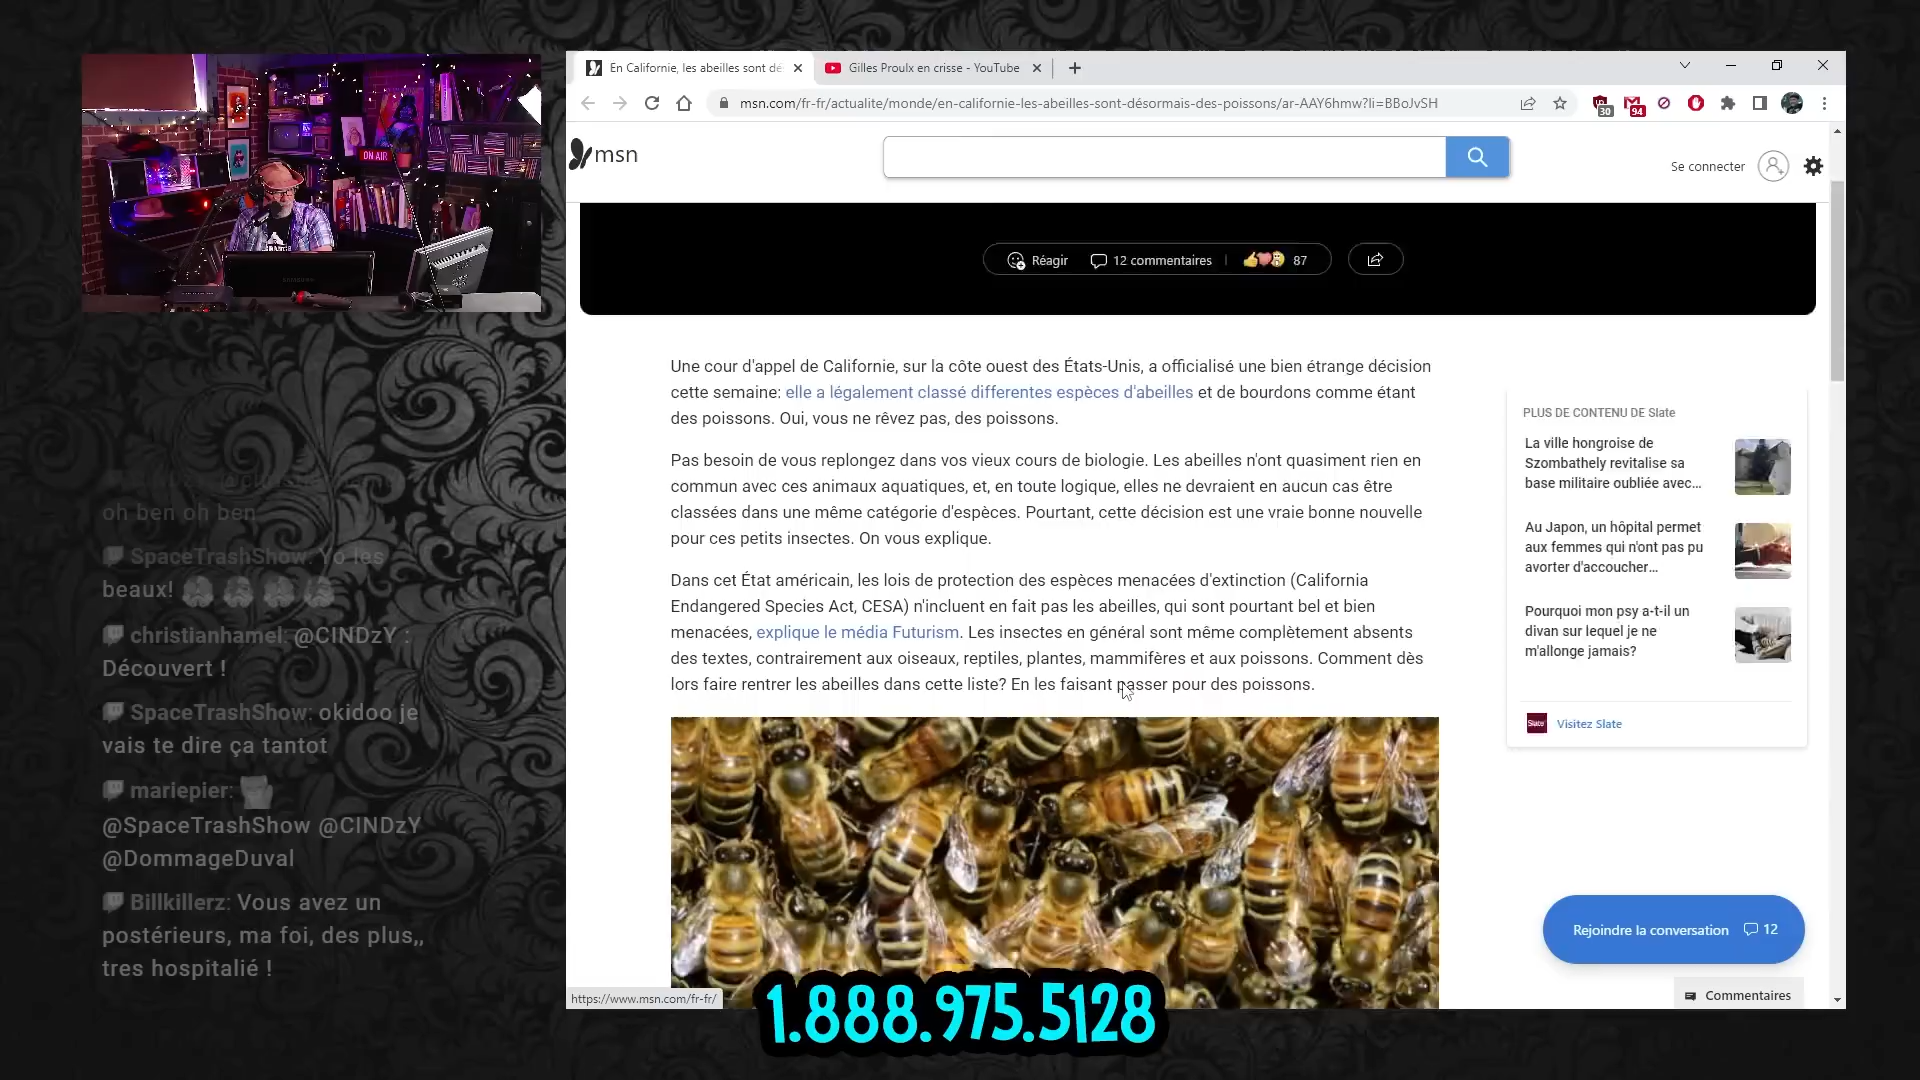 En Californie, les abeilles sont dé
Gilles Proulx en crisse - YouTube
msn.com/fr-fr/actualite/monde/en-californie-les-abeilles-sont-désormais-des-poissons/ar-AAY6hmw?li=BBoJvSH
30
94
msn
Se connecter
ON AIR
Réagir
12 commentaires
87
Une cour d'appel de Californie, sur la côte ouest des États-Unis, a officialisé une bien étrange décision
cette semaine: elle a légalement classé differentes espèces d'abeilles et de bourdons comme étant
des poissons. Oui, vous ne rêvez pas, des poissons.
Pas besoin de vous replongez dans vos vieux cours de biologie. Les abeilles n'ont quasiment rien en
commun avec ces animaux aquatiques, et, en toute logique, elles ne devraient en aucun cas être
classées dans une même catégorie d'espèces. Pourtant, cette décision est une vraie bonne nouvelle
pour ces petits insectes. On vous explique.
Dans cet État américain, les lois de protection des espèces menacées d'extinction (California
Endangered Species Act, CESA) n'incluent en fait pas les abeilles, qui sont pourtant bel et bien
menacées, explique le média Futurism. Les insectes en général sont même complètement absents
des textes, contrairement aux oiseaux, reptiles, plantes, mammifères et aux poissons. Comment dès
lors faire rentrer les abeilles dans cette liste? En les faisant passer pour des poissons.
PLUS DE CONTENU DE Slate
La ville hongroise de
Szombathely revitalise sa
base militaire oubliée avec...
Au Japon, un hôpital permet
aux femmes qui n'ont pas pu
avorter d'accoucher...
Pourquoi mon psy a-t-il un
divan sur lequel je ne
m'allonge jamais?
Slate
Visitez Slate
Rejoindre la conversation 12
Commentaires
https://www.msn.com/fr-fr/
oh ben oh ben
SpaceTrashShow: Yo les
beaux!
christianhamel: @CINDzY :
Découvert !
SpaceTrashShow: okidoo je
vais te dire ça tantot
mariepier:
@SpaceTrashShow @CINDzY
@DommageDuval
Billkillerz: Vous avez un
postérieurs, ma foi, des plus,,
tres hospitalié !
1.888.975.5128